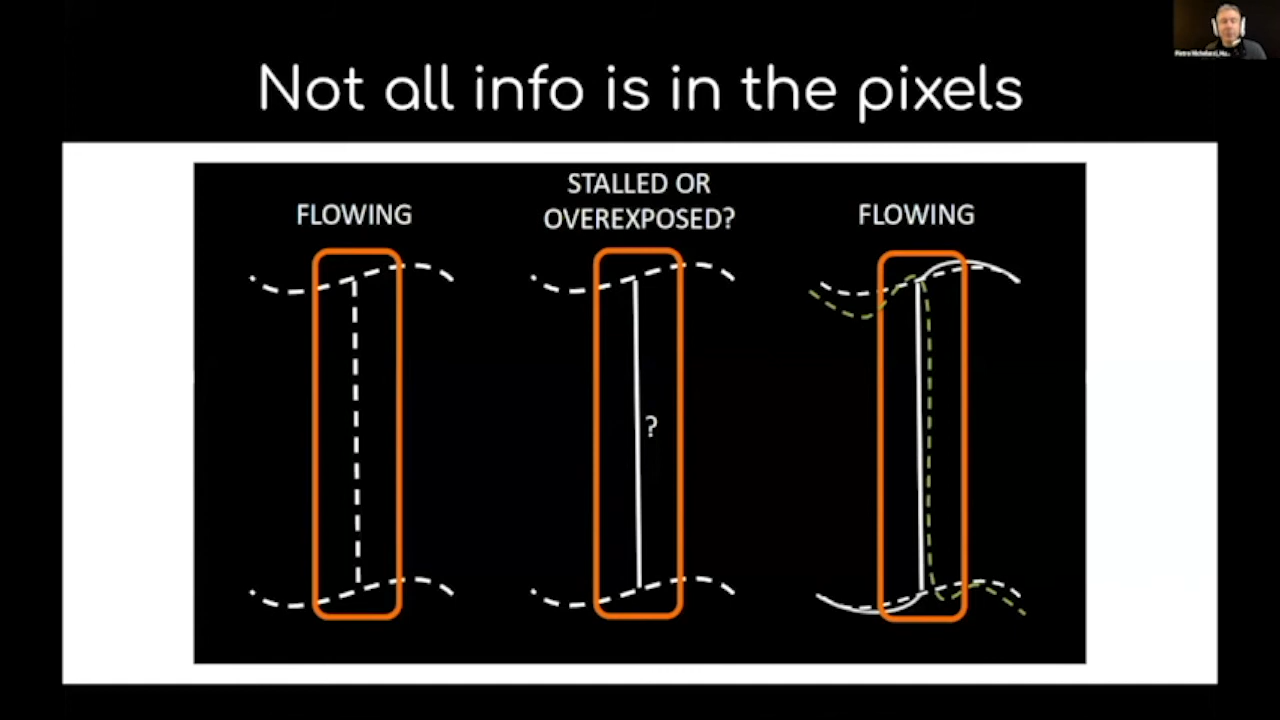 Not all info is in the pixels
FLOWING
STALLED OR
OVEREXPOSED?
FLOWING
?